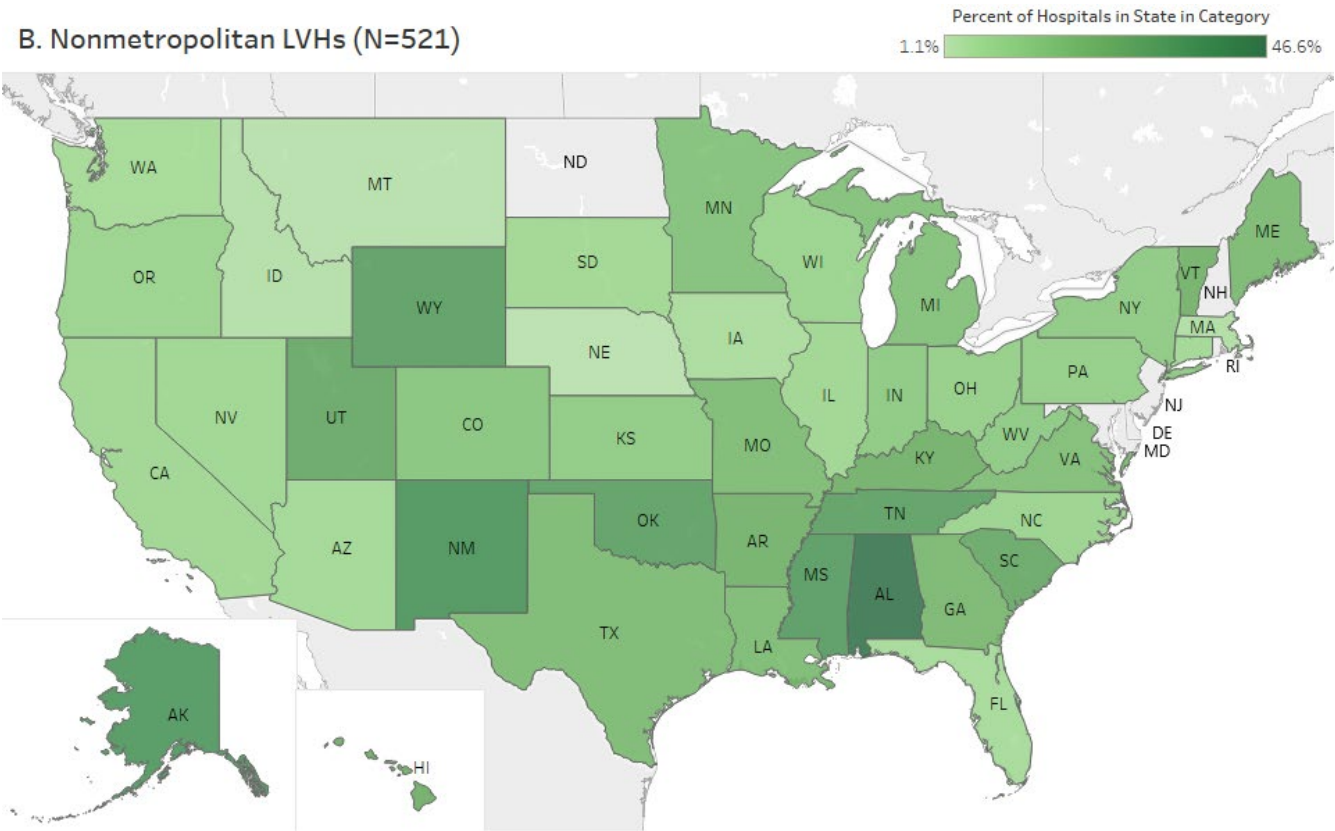 Percent of Hospitals in State in Category
B. Nonmetropolitan LVHs (N=521)
1.1% 46.6%
WA
MT
ND
MN
ME
OR
ID
SD
WI
VT
WY
MI
NY
NH
MA
IA
NE
RI
PA
NV
UT
CO
KS
IL
IN
OH
NJ
DE
MD
CA
MO
KY
WV
VA
AZ
NM
OK
AR
TN
NC
MS
AL
GA
SC
TX
LA
FL
AK
HI